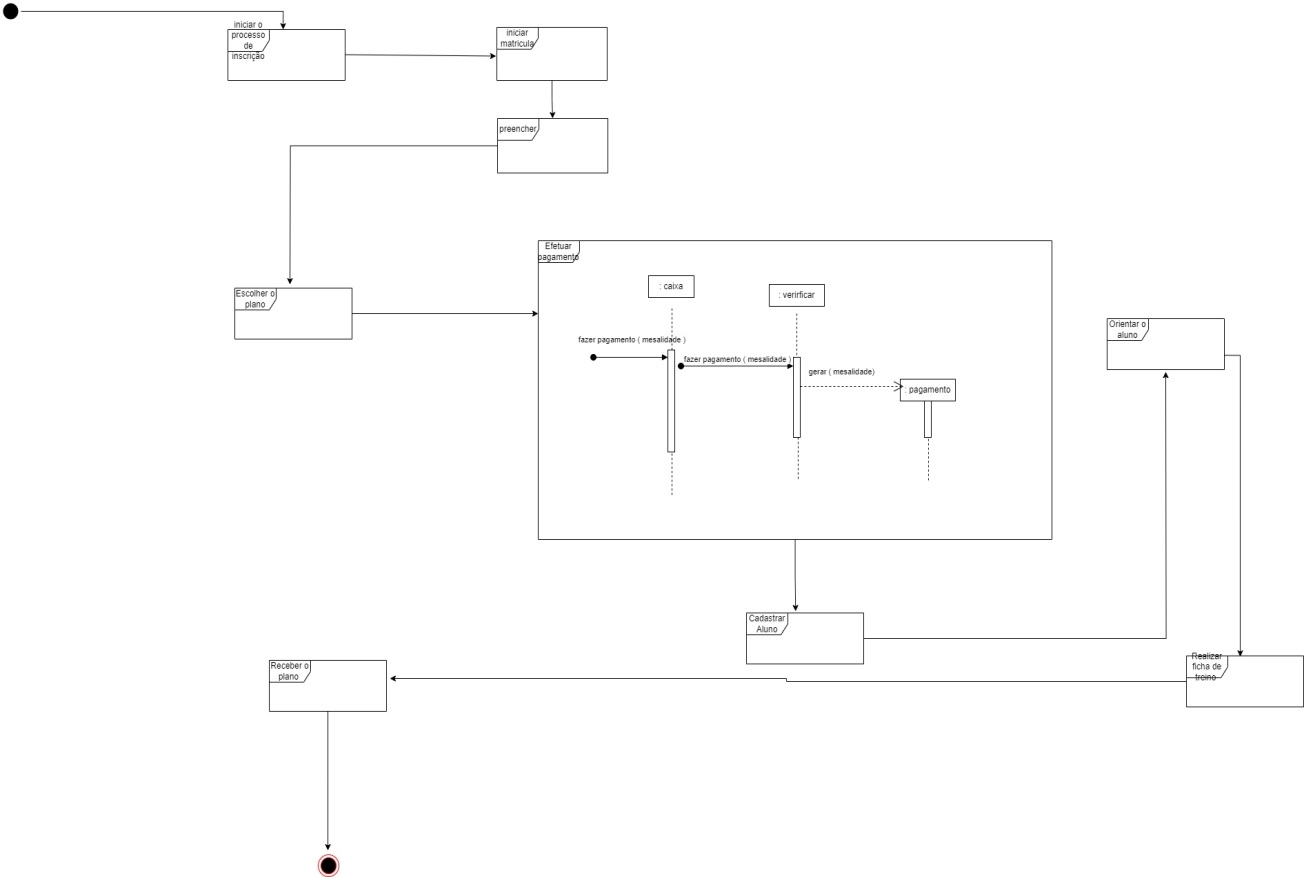 iniciar o
processo
de
inscrição
iniciar
matricula
preencher
Escolher o
plano
Efetuar
pagamento
: caixa
: verirficar
fazer pagamento ( mesalidade )
fazer pagamento ( mesalidade )
gerar ( mesalidade)
: pagamento
Cadastrar
Aluno
Orientar o
aluno
Realizar
ficha de
treino
Receber o
plano